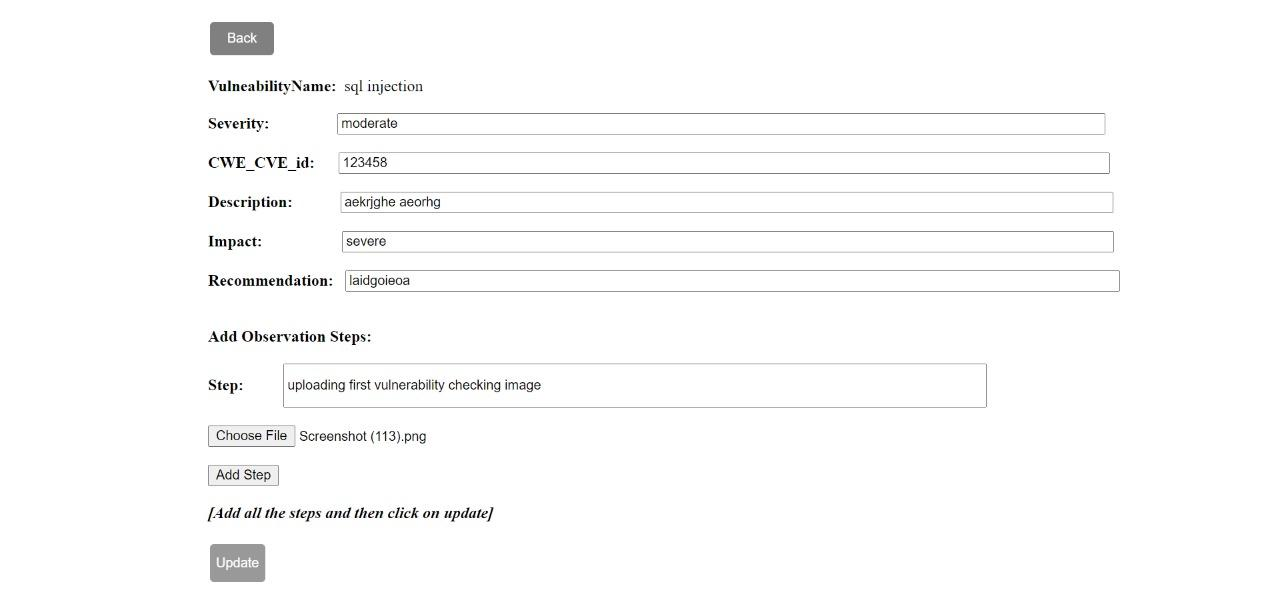 Back
VulneabilityName: sql injection
Severity: moderate
CWE_CVE_id: 123458
Description: aekrjghe aeorhg
Impact: severe
Recommendation: laidgoieoa
Add Observation Steps:
Step: uploading first vulnerability checking image
Choose File Screenshot (113).png
Add Step
[Add all the steps and then click on update]
Update